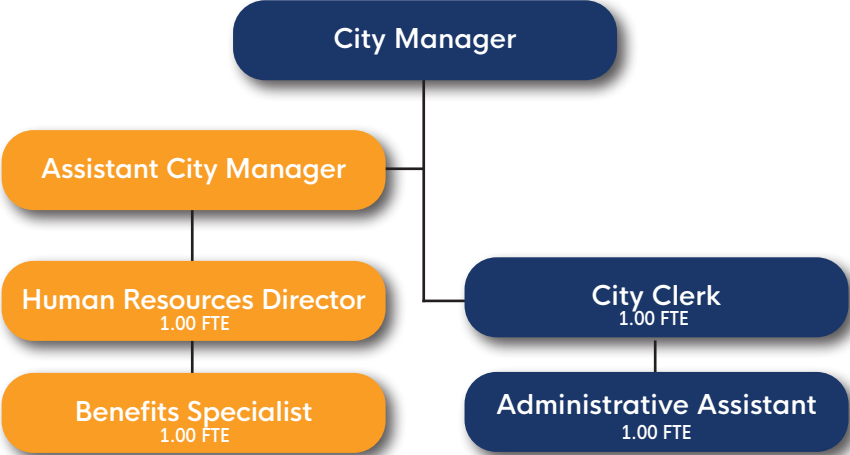 City Manager
Assistant City Manager
Human Resources Director
1.00 FTE
City Clerk
1.00 FTE
Benefits Specialist
1.00 FTE
Administrative Assistant
1.00 FTE